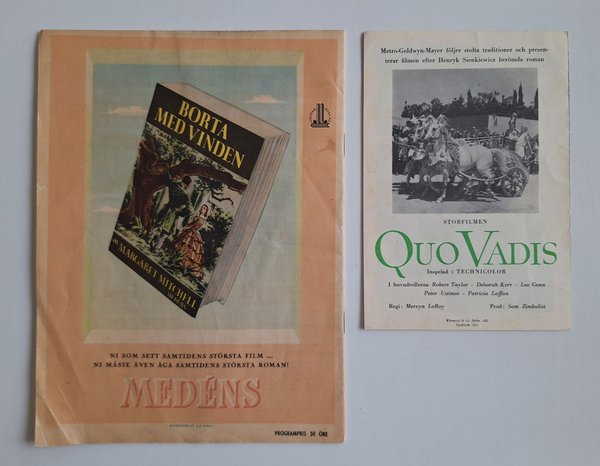 BORTA
MED VINDEN
av MARGARET MITCHELL
MEDÉNS
NI SOM SETT SAMTIDENS STÖRSTA FILM ...
NI MÅSTE ÄVEN ÄGA SAMTIDENS STÖRSTA ROMAN!
MEDÉNS
PROGRAMPRIS 50 ÖRE
Metro-Goldwyn-Mayer följer stolta traditioner och presen-
terar filmen efter Henryk Sienkiewicz berömda roman
STORFILMEN
QUO VADIS
Inspelad i TECHNICOLOR
I huvudrollerna Robert Taylor - Deborah Kerr - Leo Genn
Peter Ustinov - Patricia Laffan
Regi: Mervyn LeRoy
Prod: Sam Zimbalist